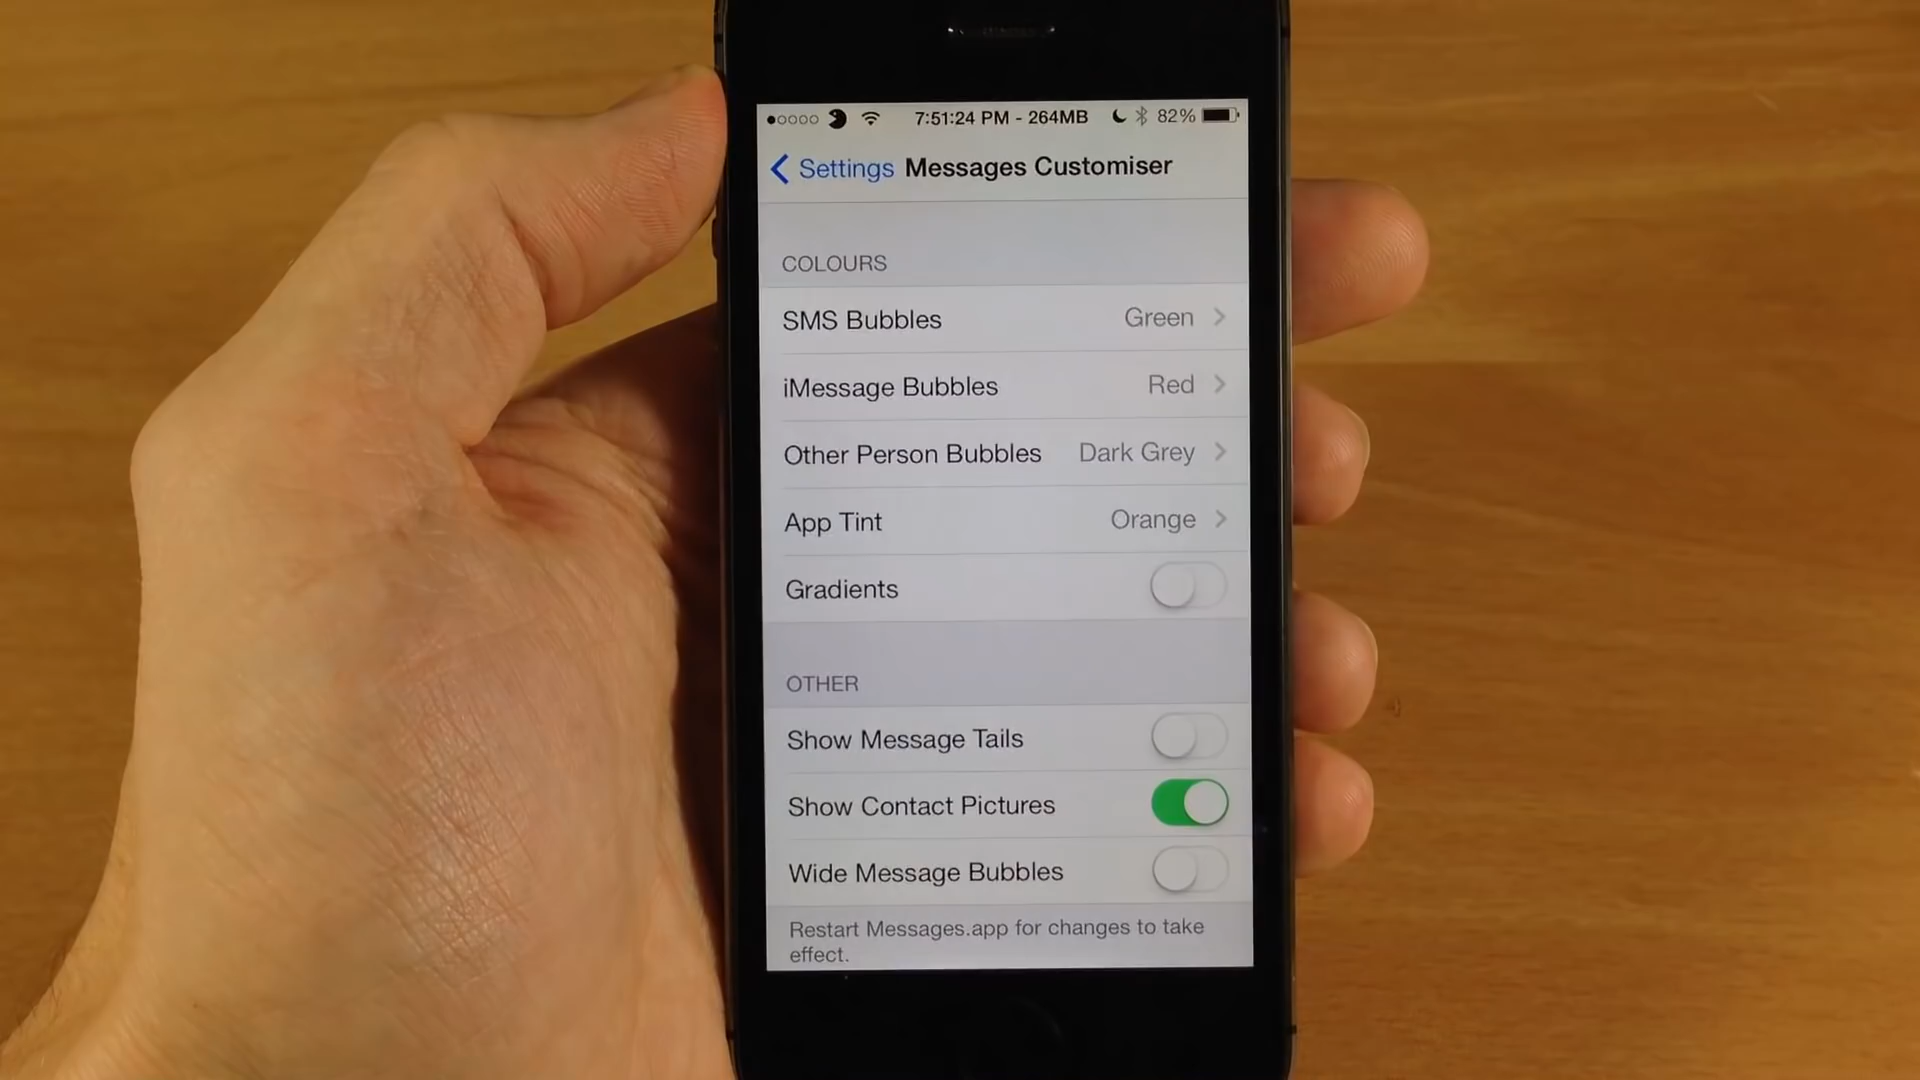 7:51:24 PM - 264MB 82%
Settings Messages Customiser
COLOURS
SMS Bubbles Green
iMessage Bubbles Red
Other Person Bubbles Dark Grey
App Tint Orange
Gradients
OTHER
Show Message Tails
Show Contact Pictures
Wide Message Bubbles
Restart Messages.app for changes to take
effect.